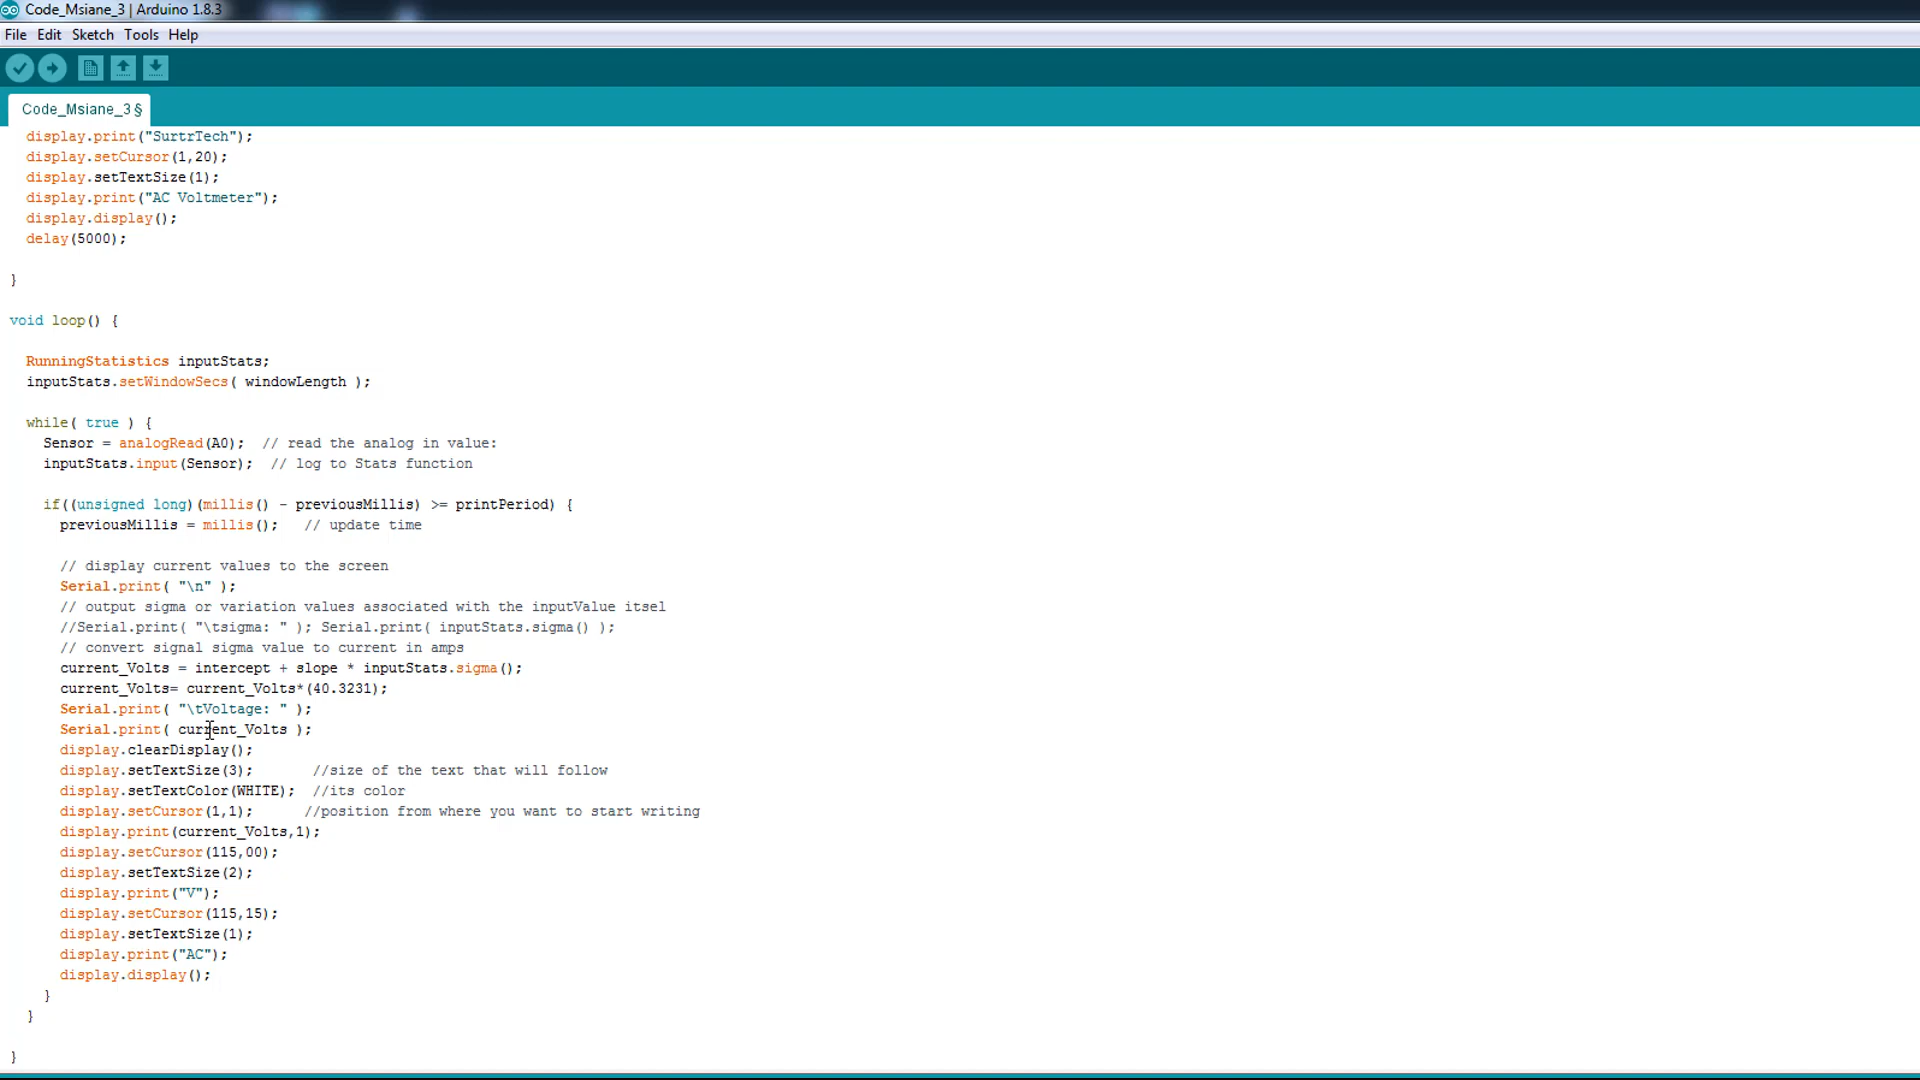 Code_Msiane_3 | Arduino 1.8.3
File Edit Sketch Tools Help
Code_Msiane_3 §
display.print("SurtrTech");
display.setCursor(1,20);
display.setTextSize(1);
display.print("AC Voltmeter");
display.display();
delay(5000);
}
void loop() {
RunningStatistics inputStats;
inputStats.setWindowSecs( windowLength );
while( true ) {
Sensor = analogRead(A0);  // read the analog in value:
inputStats.input(Sensor);  // log to Stats function
if((unsigned long)(millis() - previousMillis) >= printPeriod) {
previousMillis = millis();   // update time
// display current values to the screen
Serial.print( "\n" );
// output sigma or variation values associated with the inputValue itsel
//Serial.print( "\tsigma: " ); Serial.print( inputStats.sigma() );
// convert signal sigma value to current in amps
current_Volts = intercept + slope * inputStats.sigma();
current_Volts= current_Volts*(40.3231);
Serial.print( "\tVoltage: " );
Serial.print( current_Volts );
display.clearDisplay();
display.setTextSize(3);       //size of the text that will follow
display.setTextColor(WHITE);  //its color
display.setCursor(1,1);      //position from where you want to start writing
display.print(current_Volts,1);
display.setCursor(115,00);
display.setTextSize(2);
display.print("V");
display.setCursor(115,15);
display.setTextSize(1);
display.print("AC");
display.display();
}
}
}